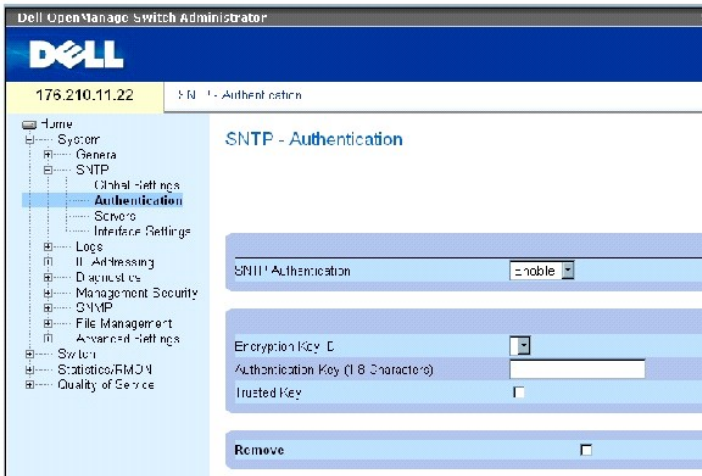 Dell OpenManage Switch Administrator
DELL
176.210.11.22
SNTP - Authentication
Home
System
General
SNTP
Global Settings
Authentication
Servers
Interface Settings
Logs
IP Addressing
Diagnostics
Management Security
SNMP
File Management
Advanced Settings
Switch
Statistics/RMON
Quality of Service
SNTP - Authentication
SNTP Authentication
Enable
Encryption Key ID
Authentication Key (1-8 Characters)
Trusted Key
Remove